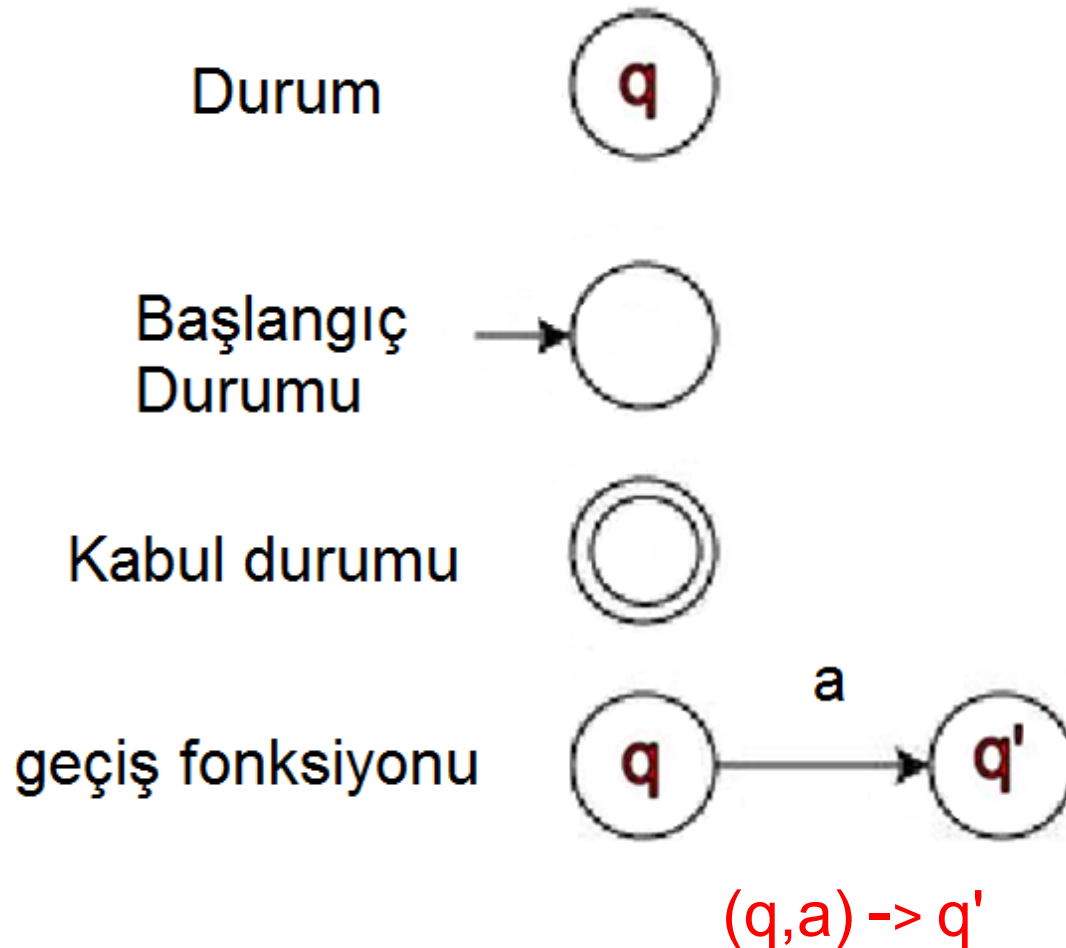 Durum
q
Başlangıç
Durumu
Kabul durumu
a
geçiş fonksiyonu
q
q'
(q,a) -> q'